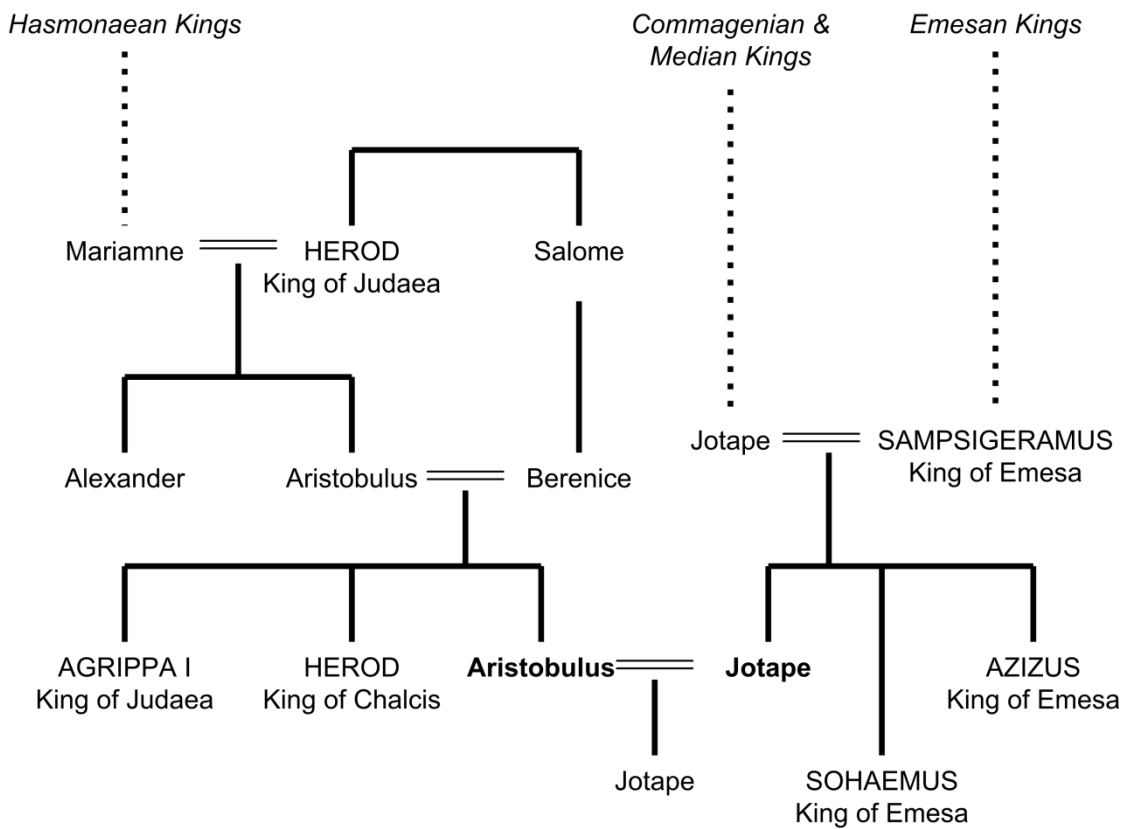 Hasmonaean Kings
Commagenian &
Median Kings
Emesan Kings
Mariamne
HEROD
King of Judaea
Salome
Jotape
SAMPSIGERAMUS
King of Emesa
Alexander
Aristobulus
Berenice
AGRIPPA I
King of Judaea
HEROD
King of Chalcis
Aristobulus
Jotape
AZIZUS
King of Emesa
Jotape
SOHAEMUS
King of Emesa